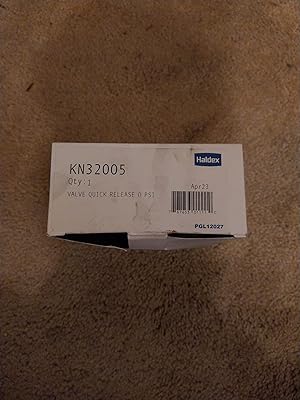 Haldex
KN32005
Qty:1
Apr23
VALVE QUICK RELEASE 0 PSI
PGL12027